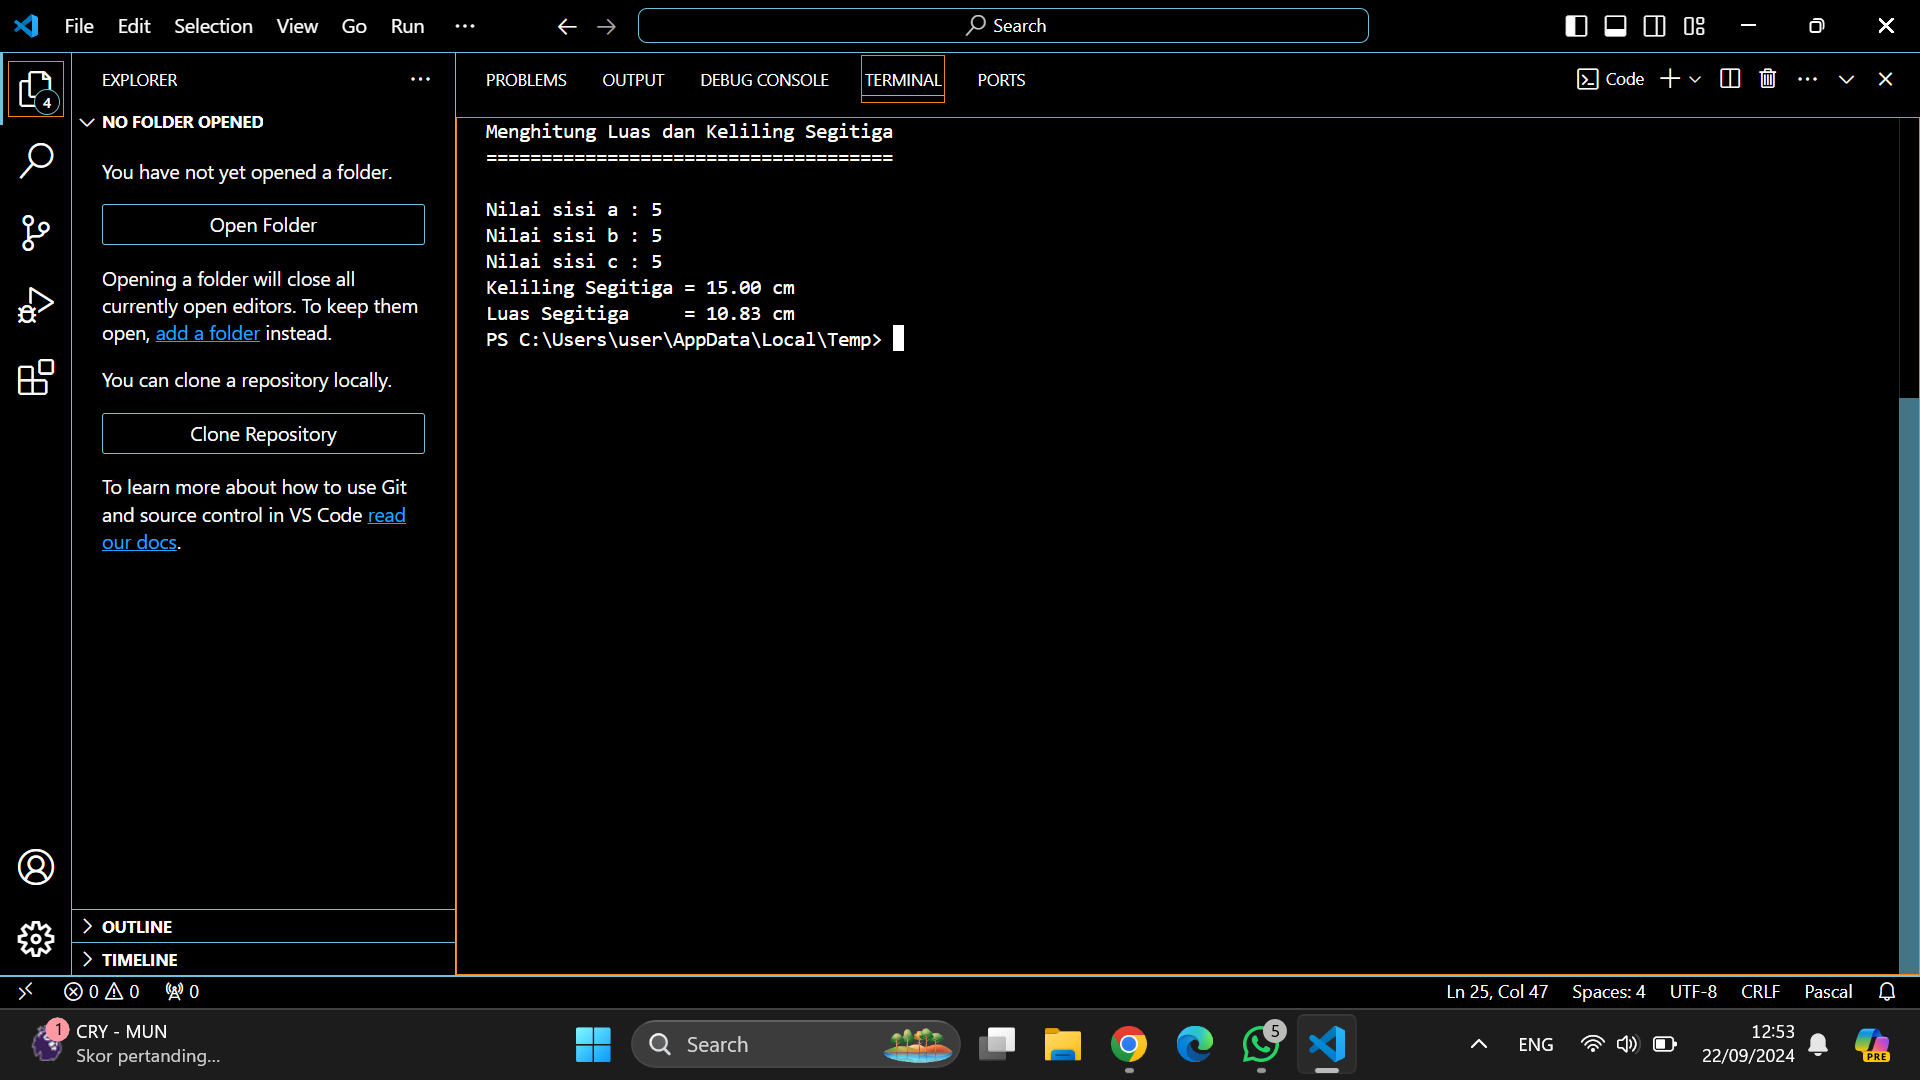 File Edit Selection View Go Run ...
Search
EXPLORER
PROBLEMS OUTPUT DEBUG CONSOLE TERMINAL PORTS
Code
4
NO FOLDER OPENED
You have not yet opened a folder.
Open Folder
Opening a folder will close all
currently open editors. To keep them
open, add a folder instead.
You can clone a repository locally.
Clone Repository
To learn more about how to use Git
and source control in VS Code read
our docs.
OUTLINE
TIMELINE
Menghitung Luas dan Keliling Segitiga
=====================================
Nilai sisi a : 5
Nilai sisi b : 5
Nilai sisi c : 5
Keliling Segitiga = 15.00 cm
Luas Segitiga     = 10.83 cm
PS C:\Users\user\AppData\Local\Temp>
0 0 0
Ln 25, Col 47 Spaces: 4 UTF-8 CRLF Pascal
1
CRY - MUN
Skor pertanding...
Search
5
ENG
12:53
22/09/2024
PRE